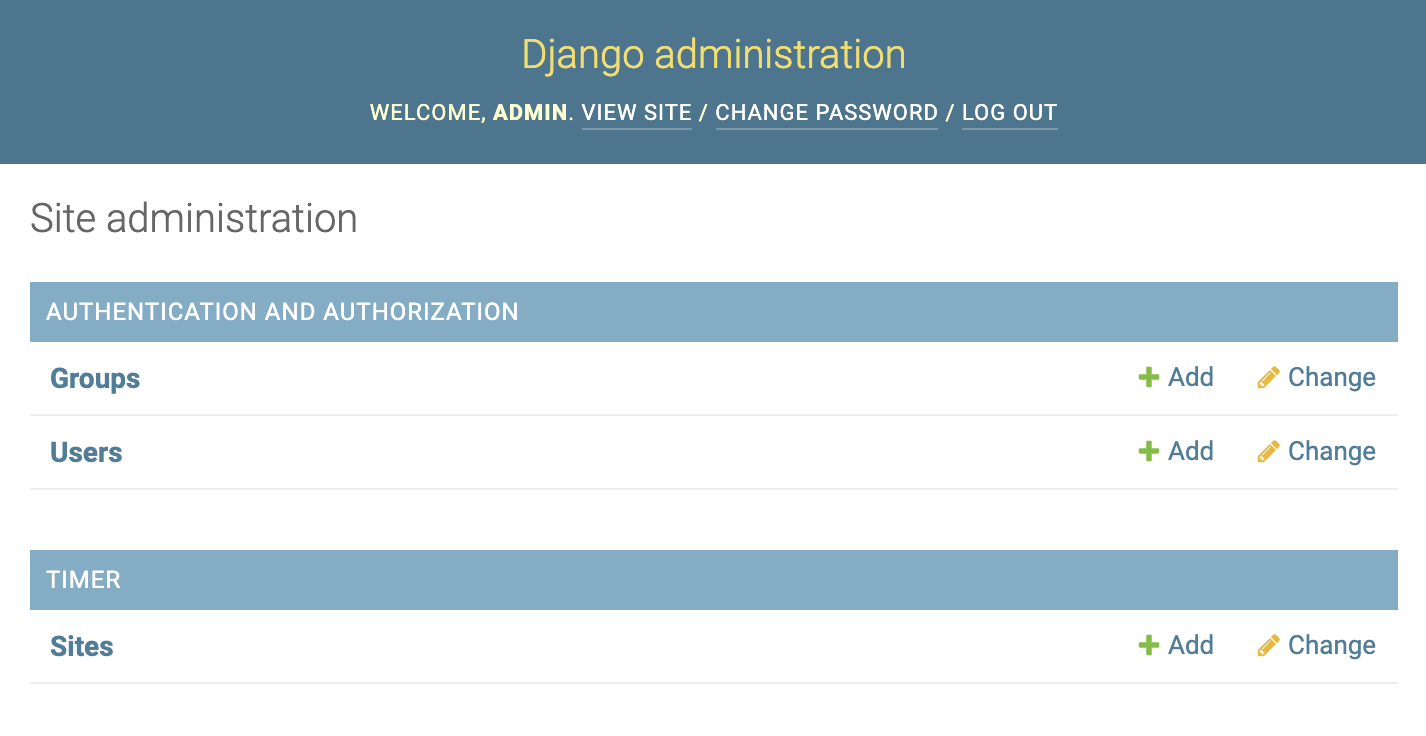 Django administration
WELCOME, ADMIN. VIEW SITE / CHANGE PASSWORD / LOG OUT
Site administration
AUTHENTICATION AND AUTHORIZATION
Groups Add Change
Users Add Change
TIMER
Sites Add Change